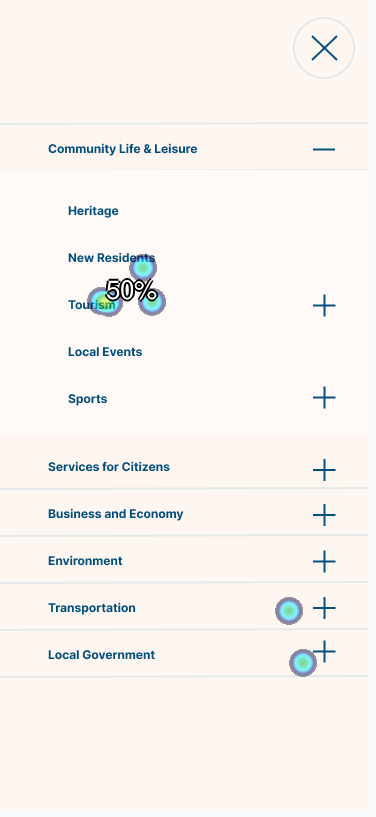 Community Life & Leisure
Heritage
New Residents
50%
Tourism
Local Events
Sports
Services for Citizens
Business and Economy
Environment
Transportation
Local Government